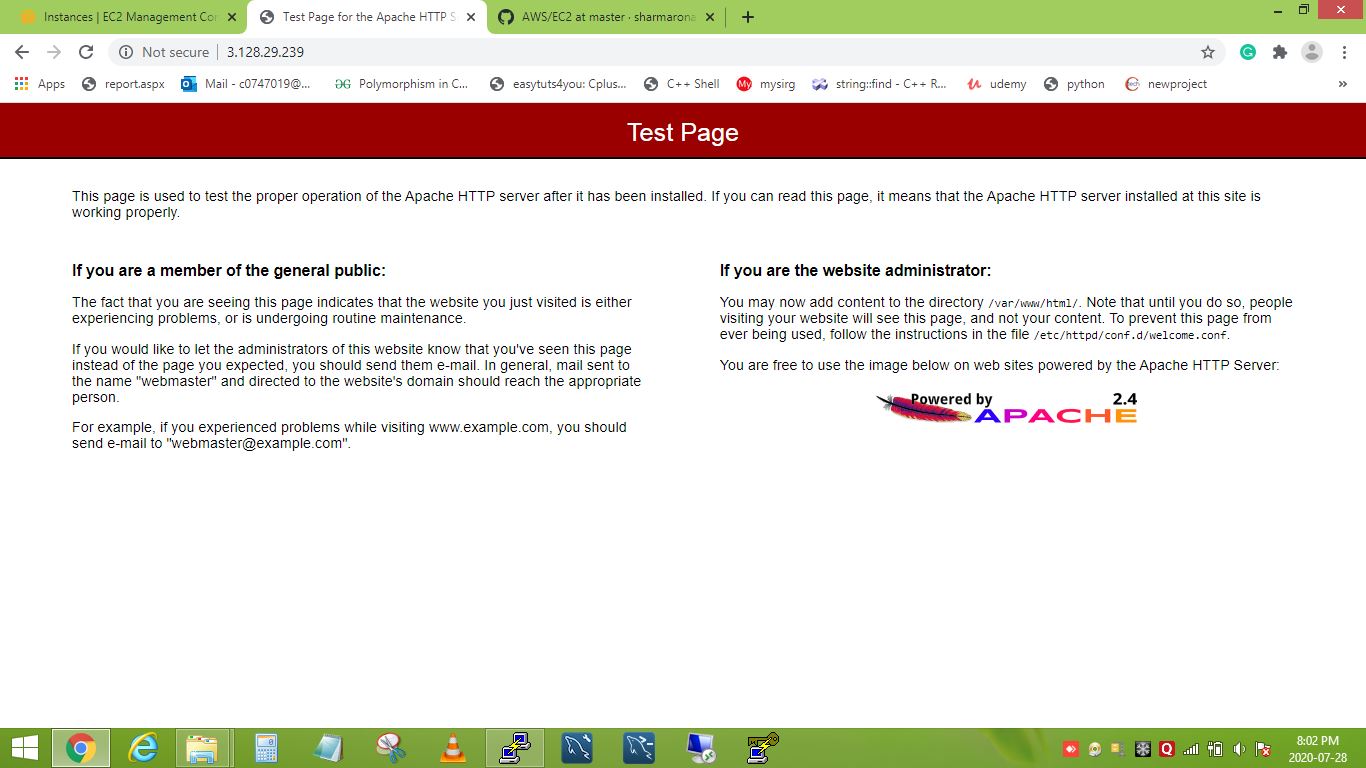 Instances | EC2 Management Con
Test Page for the Apache HTTP S
AWS/EC2 at master · sharmarona
Not secure
3.128.29.239
Apps
report.aspx
Mail - c0747019@...
Polymorphism in C...
easytuts4you: Cplus...
C++ Shell
My
mysirg
string::find - C++ R...
udemy
python
newproject
»
Test Page
This page is used to test the proper operation of the Apache HTTP server after it has been installed. If you can read this page, it means that the Apache HTTP server installed at this site is
working properly.
If you are a member of the general public:
The fact that you are seeing this page indicates that the website you just visited is either
experiencing problems, or is undergoing routine maintenance.
If you would like to let the administrators of this website know that you've seen this page
instead of the page you expected, you should send them e-mail. In general, mail sent to
the name "webmaster" and directed to the website's domain should reach the appropriate
person.
For example, if you experienced problems while visiting www.example.com, you should
send e-mail to "webmaster@example.com".
If you are the website administrator:
You may now add content to the directory /var/www/html/. Note that until you do so, people
visiting your website will see this page, and not your content. To prevent this page from
ever being used, follow the instructions in the file /etc/httpd/conf.d/welcome.conf.
You are free to use the image below on web sites powered by the Apache HTTP Server:
Powered by 2.4
APACHE
8:02 PM
2020-07-28